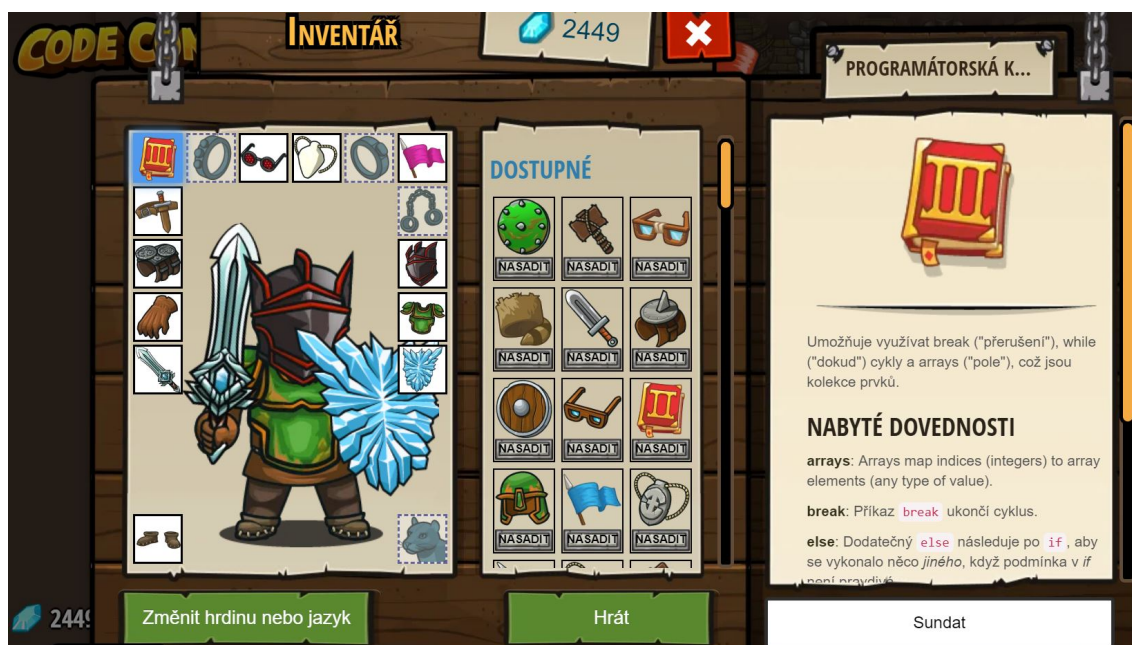 CODE CO
INVENTÁŘ
2449
PROGRAMÁTORSKÁ K...
DOSTUPNÉ
NASADIT NASADIT NASADIT
NASADIT NASADIT NASADIT
NASADIT NASADIT NASADIT
NASADIT NASADIT NASADIT
Umožňuje využívat break ("přerušení"), while
("dokud") cykly a arrays ("pole"), což jsou
kolekce prvků.
NABYTÉ DOVEDNOSTI
arrays: Arrays map indices (integers) to array
elements (any type of value).
break: Příkaz break ukončí cyklus.
else: Dodatečný else následuje po if, aby
se vykonalo něco jiného, když podmínka v if
není pravdivá
2449
Změnit hrdinu nebo jazyk
Hrát
Sundat